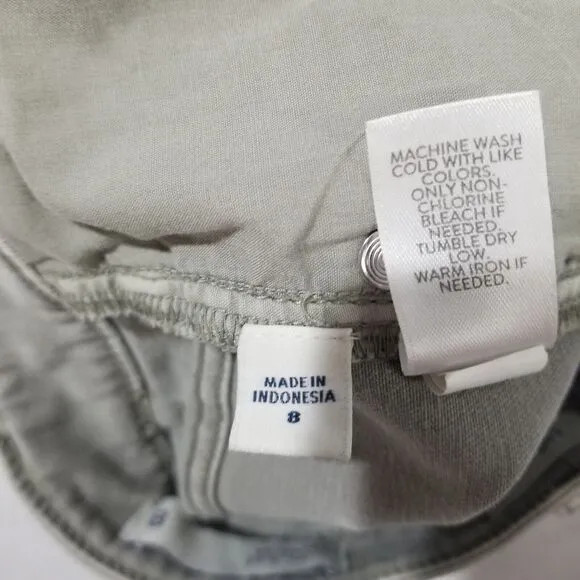 MACHINE WASH
COLD WITH LIKE
COLORS.
ONLY NON-
CHLORINE
BLEACH IF
NEEDED.
TUMBLE DRY
LOW.
WARM IRON IF
NEEDED.
MADE IN
INDONESIA
8